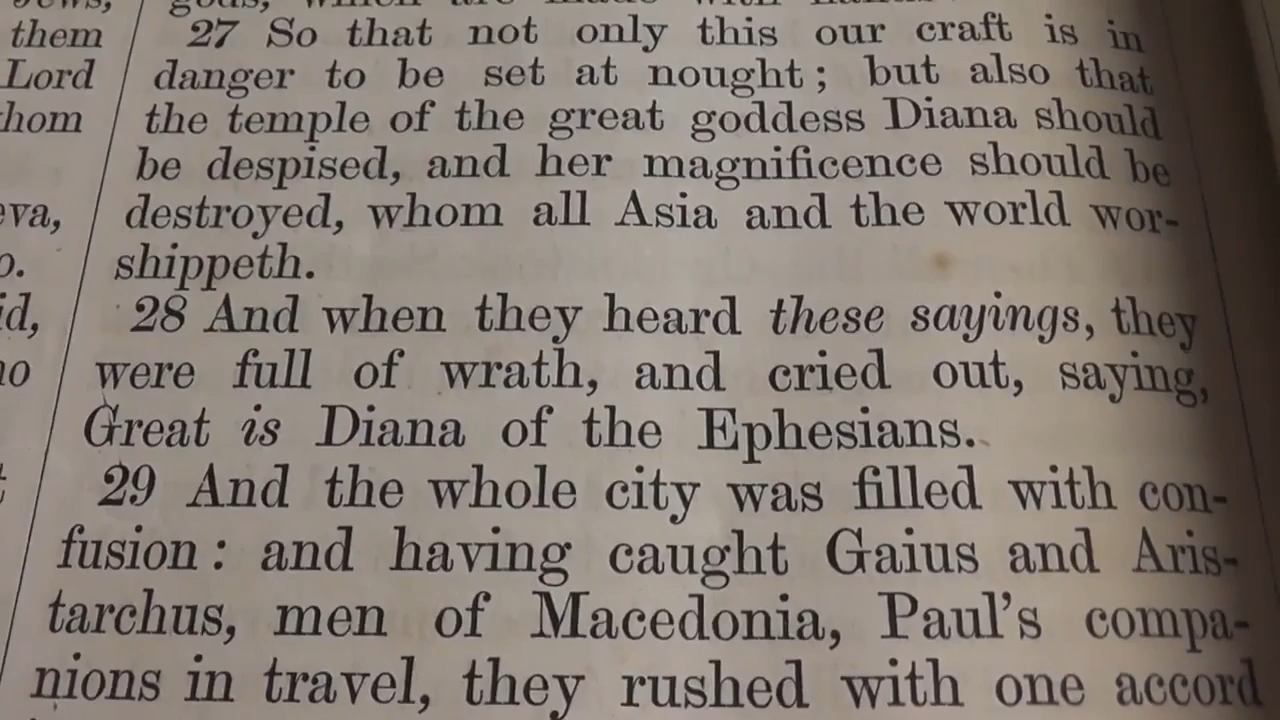 them
Lord
eva,
27 So that not only this our craft is in
danger to be set at nought; but also that
the temple of the great goddess Diana should
be despised, and her magnificence should be
destroyed, whom all Asia and the world wor-
shippeth.
28 And when they heard these sayings, they
were full of wrath, and cried out, saying,
Great is Diana of the Ephesians.
29 And the whole city was filled with con-
fusion: and having caught Gaius and Aris-
tarchus, men of Macedonia, Paul's compa-
nions in travel, they rushed with one accord